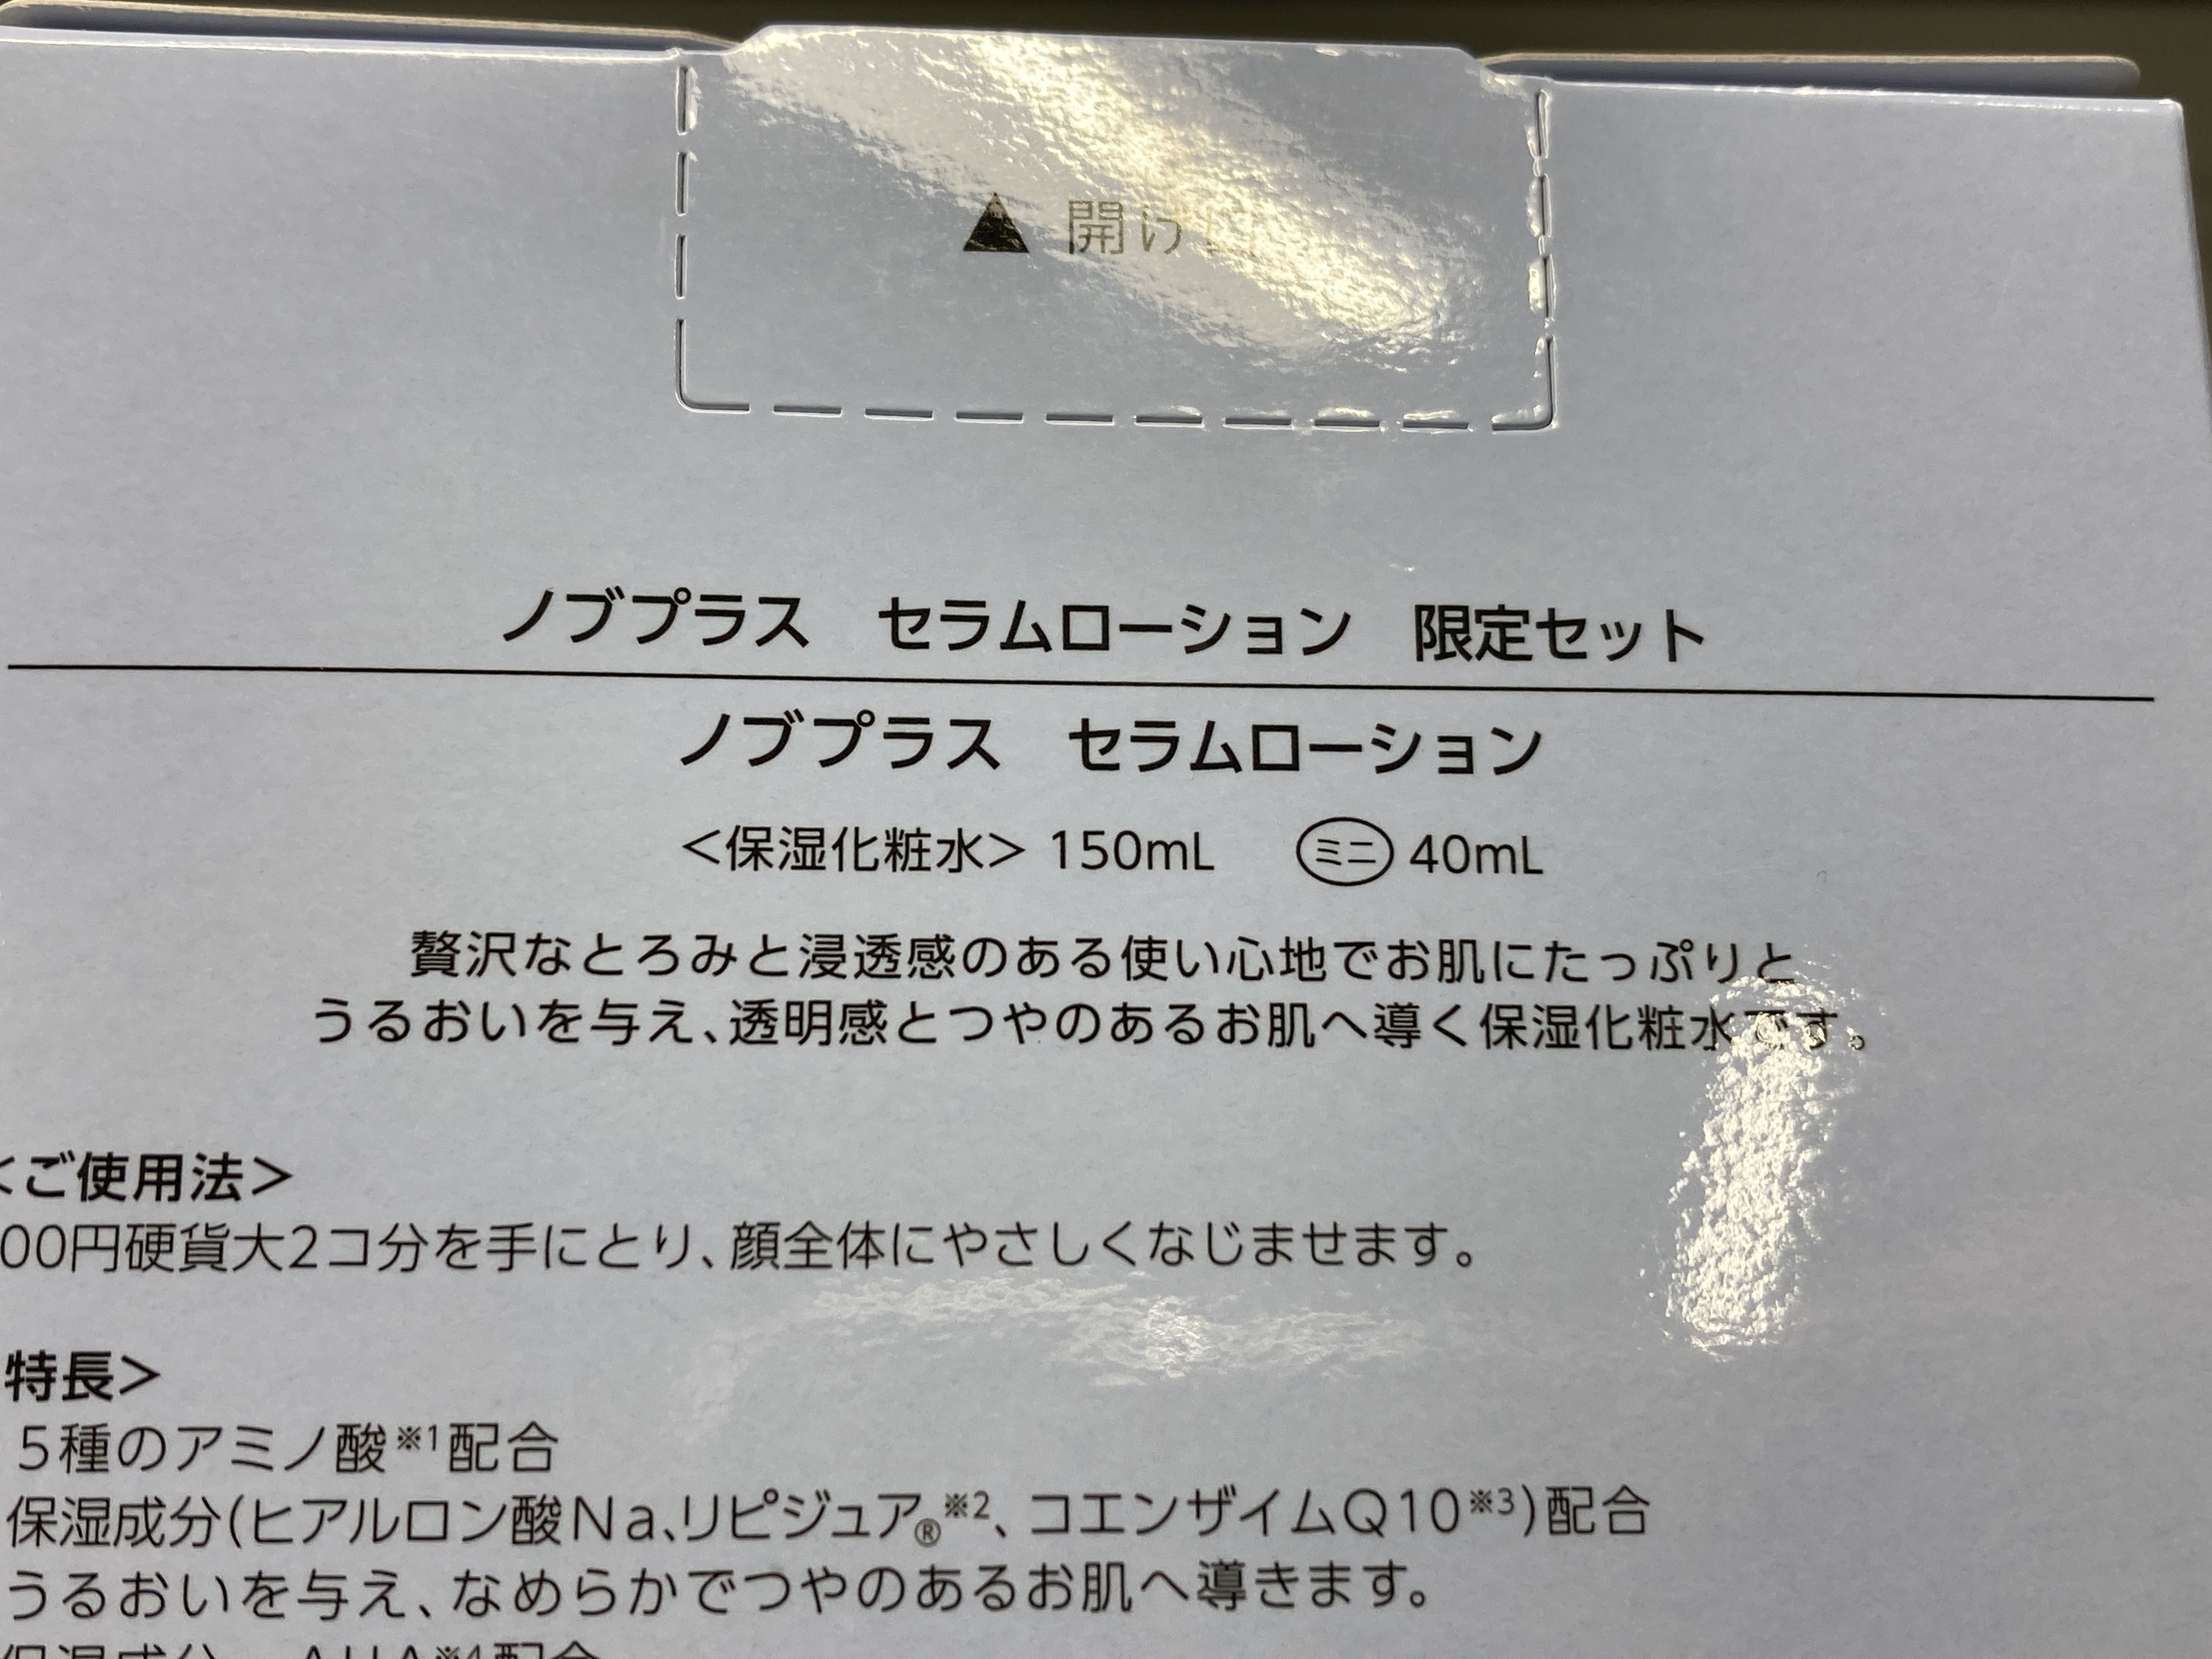 ▲ 開け口
ノブプラス　セラムローション　限定セット
ノブプラス　セラムローション
＜保湿化粧水＞ 150mL　ミニ 40mL
贅沢なとろみと浸透感のある使い心地でお肌にたっぷりと
うるおいを与え、透明感とつやのあるお肌へ導く保湿化粧水です。
＜ご使用法＞
00円硬貨大2コ分を手にとり、顔全体にやさしくなじませます。
特長＞
5種のアミノ酸※1配合
保湿成分(ヒアルロン酸Na、リピジュア®※2、コエンザイムQ10※3)配合
うるおいを与え、なめらかでつやのあるお肌へ導きます。